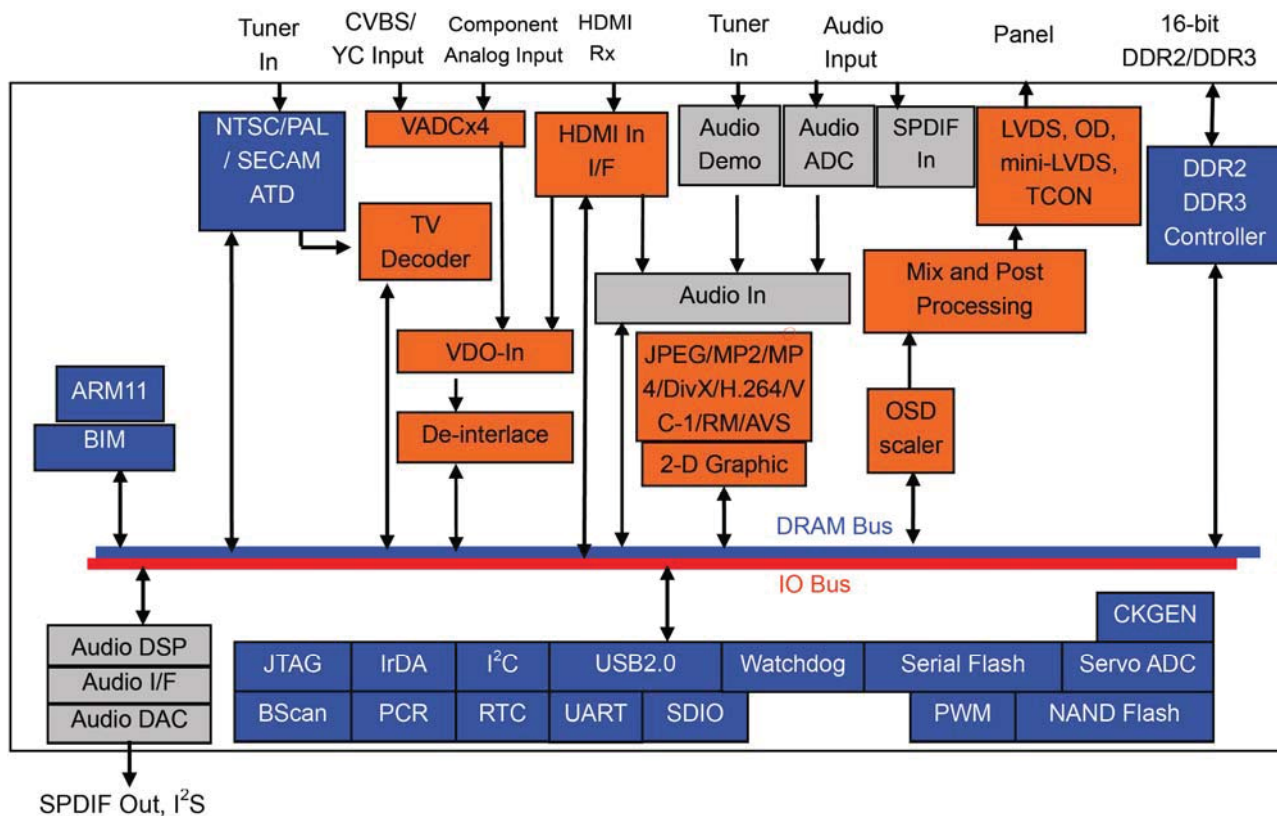 Tuner
In
CVBS/
YC Input
Component
Analog Input
HDMI
Rx
Tuner
In
Audio
Input
Panel
16-bit
DDR2/DDR3
NTSC/PAL
/ SECAM
ATD
VADCx4
HDMI In
I/F
Audio
Demo
Audio
ADC
SPDIF
In
LVDS, OD,
mini-LVDS,
TCON
DDR2
DDR3
Controller
TV
Decoder
Audio In
Mix and Post
Processing
VDO-In
JPEG/MP2/MP
4/DivX/H.264/V
C-1/RM/AVS
ARM11
BIM
De-interlace
2-D Graphic
OSD
scaler
DRAM Bus
IO Bus
CKGEN
Audio DSP
Audio I/F
Audio DAC
JTAG
IrDA
I²C
USB2.0
Watchdog
Serial Flash
Servo ADC
BScan
PCR
RTC
UART
SDIO
PWM
NAND Flash
SPDIF Out, I²S